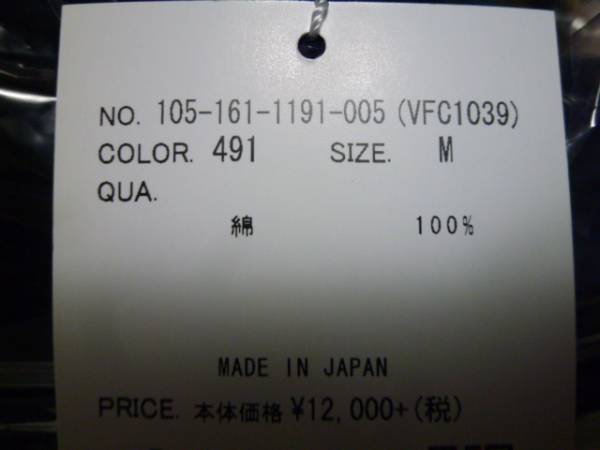 NO. 105-161-1191-005 (VFC1039)
COLOR. 491 SIZE. M
QUA.
綿 100%
MADE IN JAPAN
PRICE. 本体価格 ¥12,000+(税)